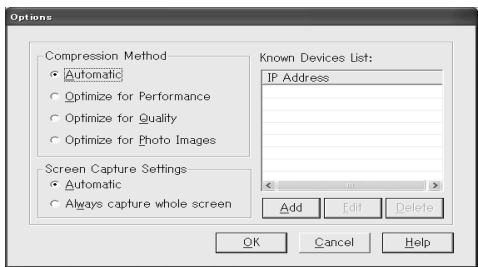 Options
Compression Method
Automatic
Optimize for Performance
Optimize for Quality
Optimize for Photo Images
Screen Capture Settings
Automatic
Always capture whole screen
Known Devices List:
IP Address
Add Edit Delete
OK Cancel Help